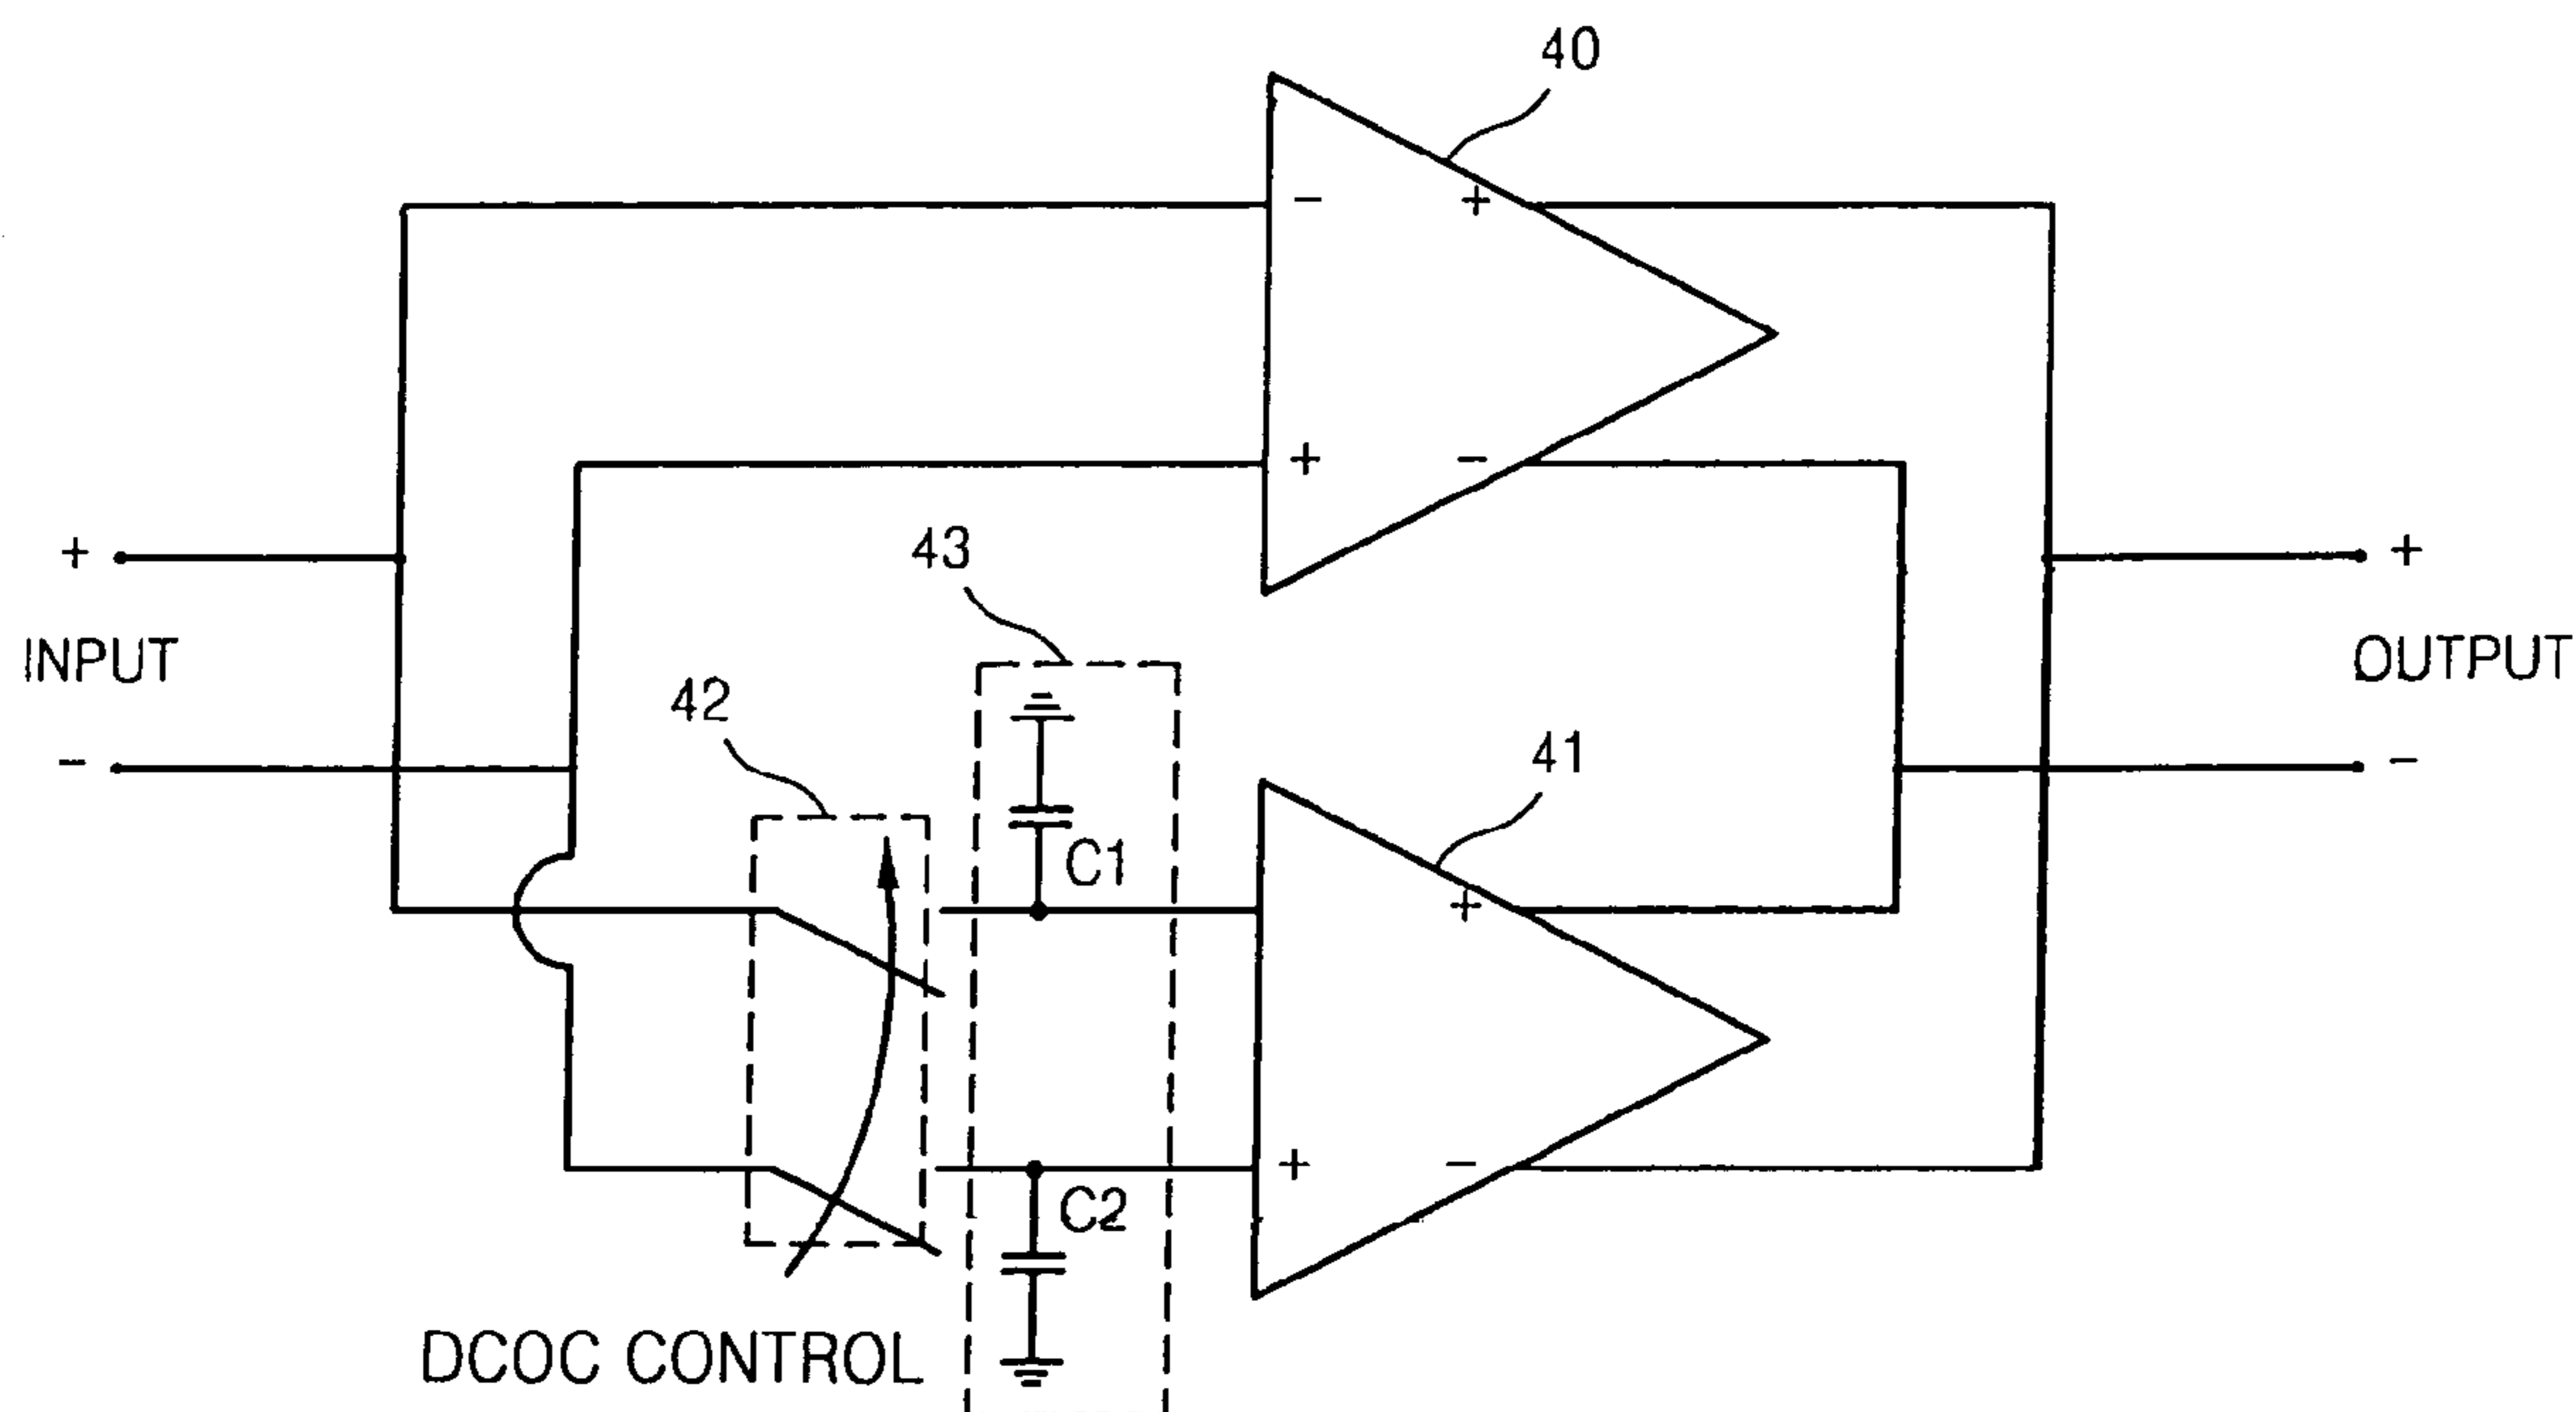 40
- +
+ -
+ +
43
INPUT
OUTPUT
42
- -
41
C1
+
+ -
C2
DCOC CONTROL